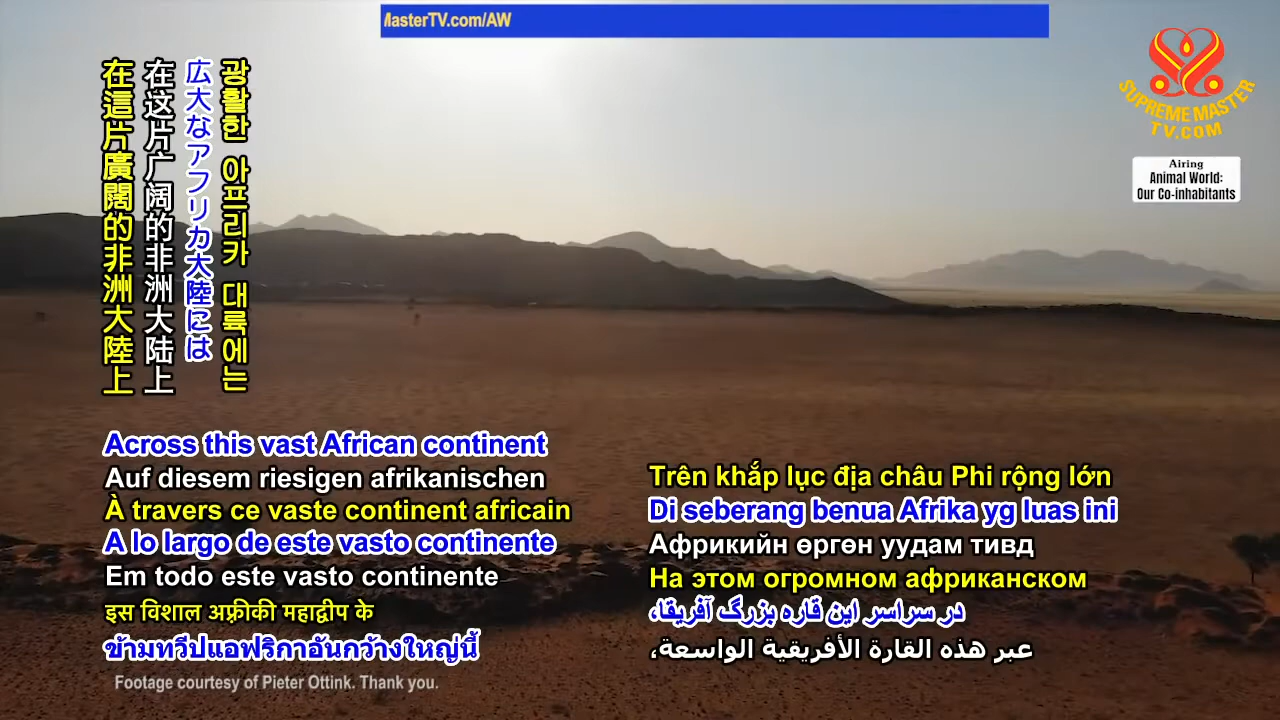 MasterTV.com/AW
SUPREME MASTER
TV.COM
Airing
Animal World:
Our Co-inhabitants
광활한 아프리카 대륙에는
広大なアフリカ大陸には
在这片广阔的非洲大陆上
在這片廣闊的非洲大陸上
Across this vast African continent
Auf diesem riesigen afrikanischen
À travers ce vaste continent africain
A lo largo de este vasto continente
Em todo este vasto continente
इस विशाल अफ़्रीकी महाद्वीप के
ข้ามทวีปแอฟริกาอันกว้างใหญ่นี้
Trên khắp lục địa châu Phi rộng lớn
Di seberang benua Afrika yg luas ini
Африкийн өргөн уудам тивд
На этом огромном африканском
در سراسر این قاره بزرگ آفریقا،
عبر هذه القارة الأفريقية الواسعة،
Footage courtesy of Pieter Ottink. Thank you.